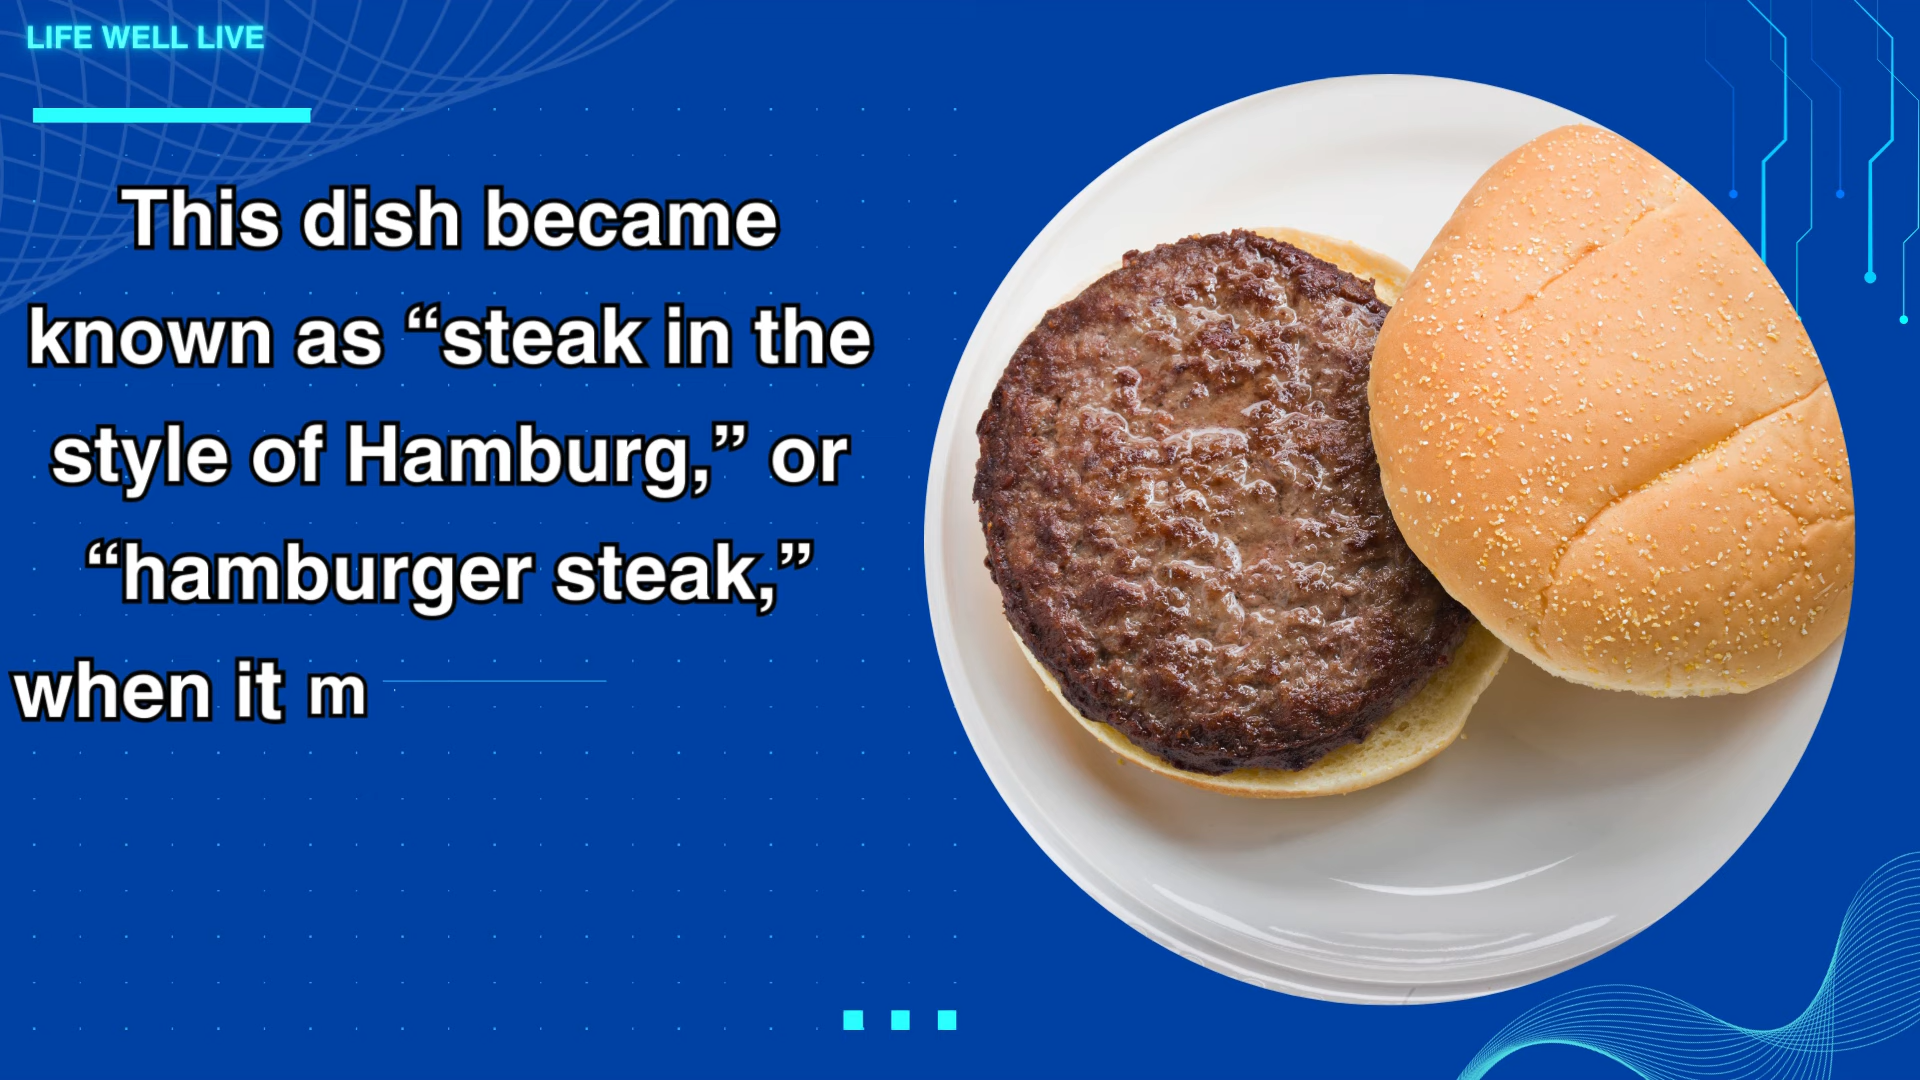 LIFE WELL LIVE
This dish became
known as “steak in the
style of Hamburg,” or
“hamburger steak,”
when it m